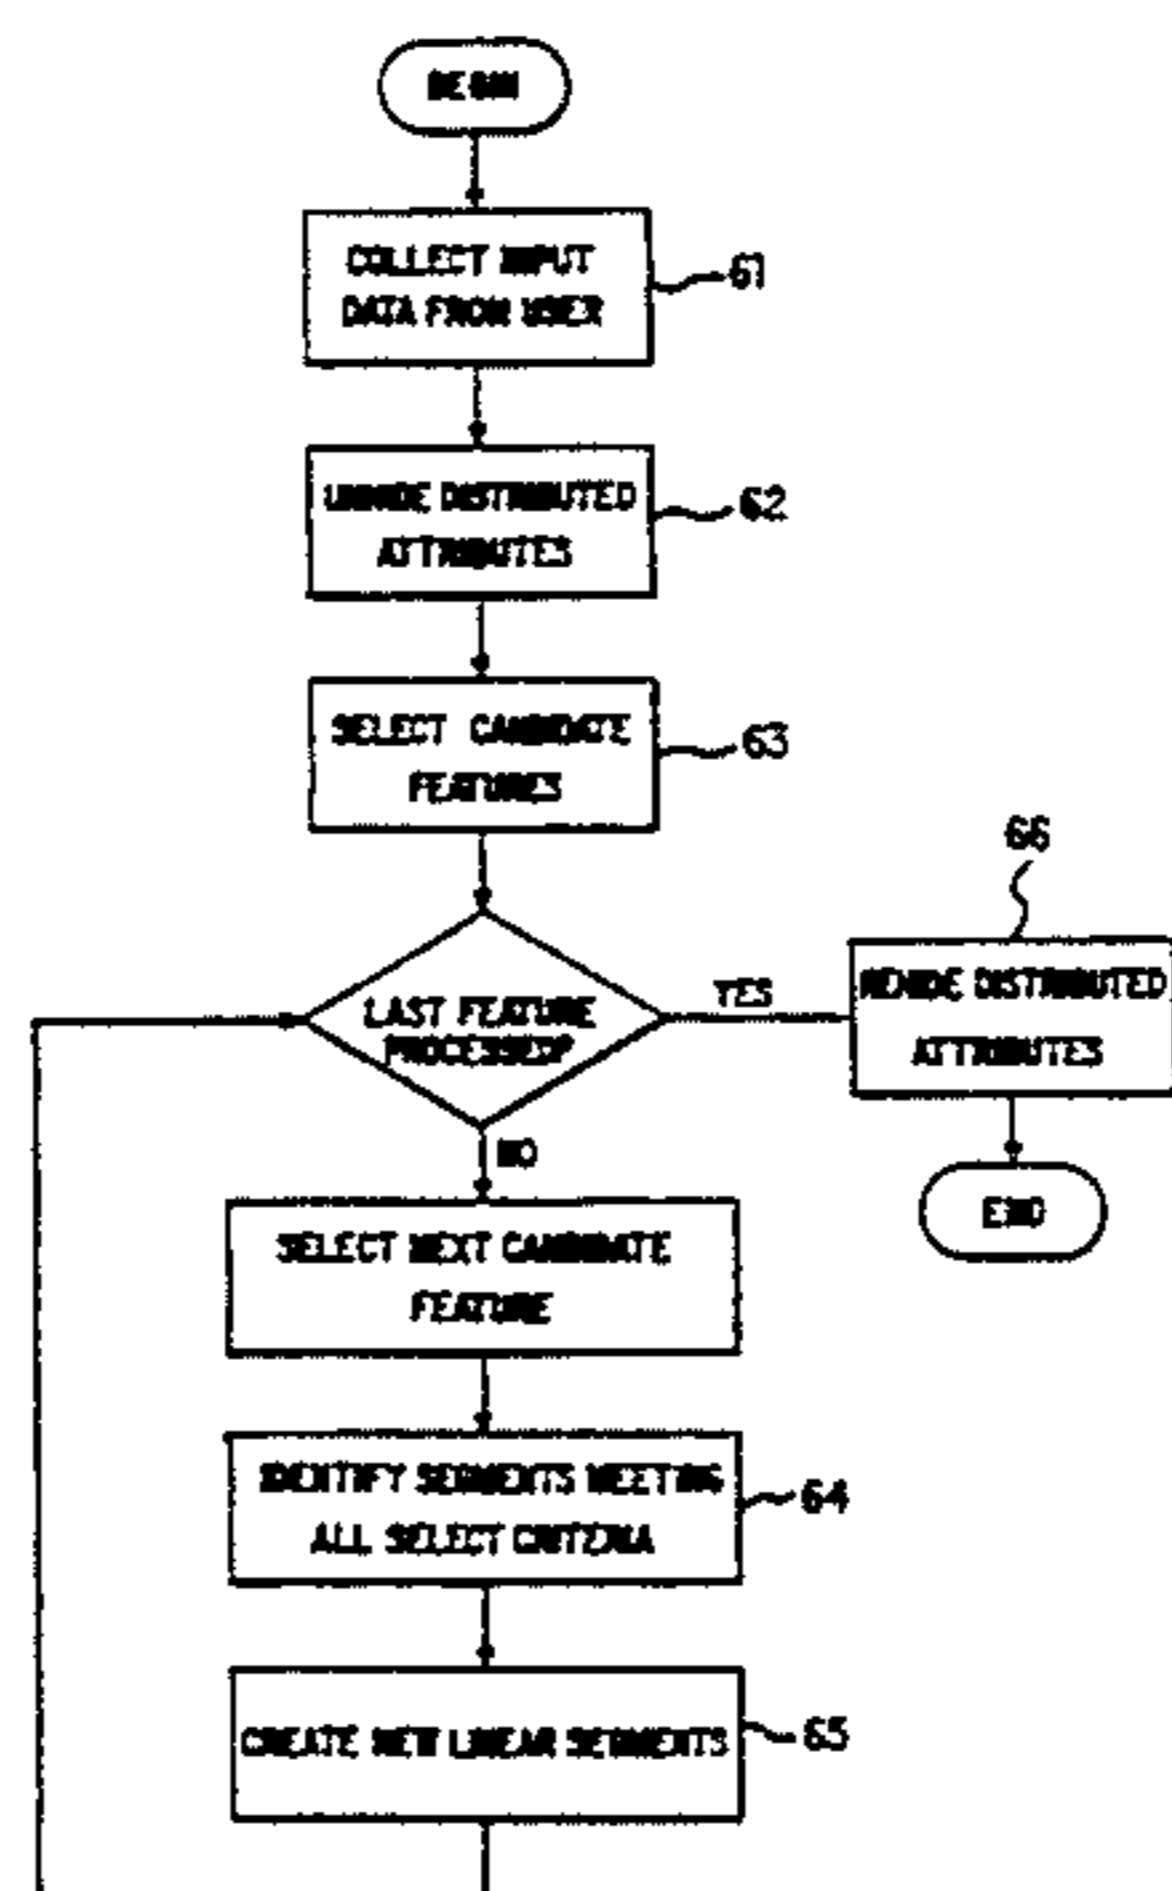 BEGIN
COLLECT INPUT
DATA FROM USER
61
UNHIDE DISTRIBUTED
ATTRIBUTES
62
SELECT CANDIDATE
FEATURES
63
66
LAST FEATURE
PROCESSED?
YES
REHIDE DISTRIBUTED
ATTRIBUTES
NO
END
SELECT NEXT CANDIDATE
FEATURE
IDENTIFY SEGMENTS MEETING
ALL SELECT CRITERIA
64
CREATE NEW LINEAR SEGMENTS
65